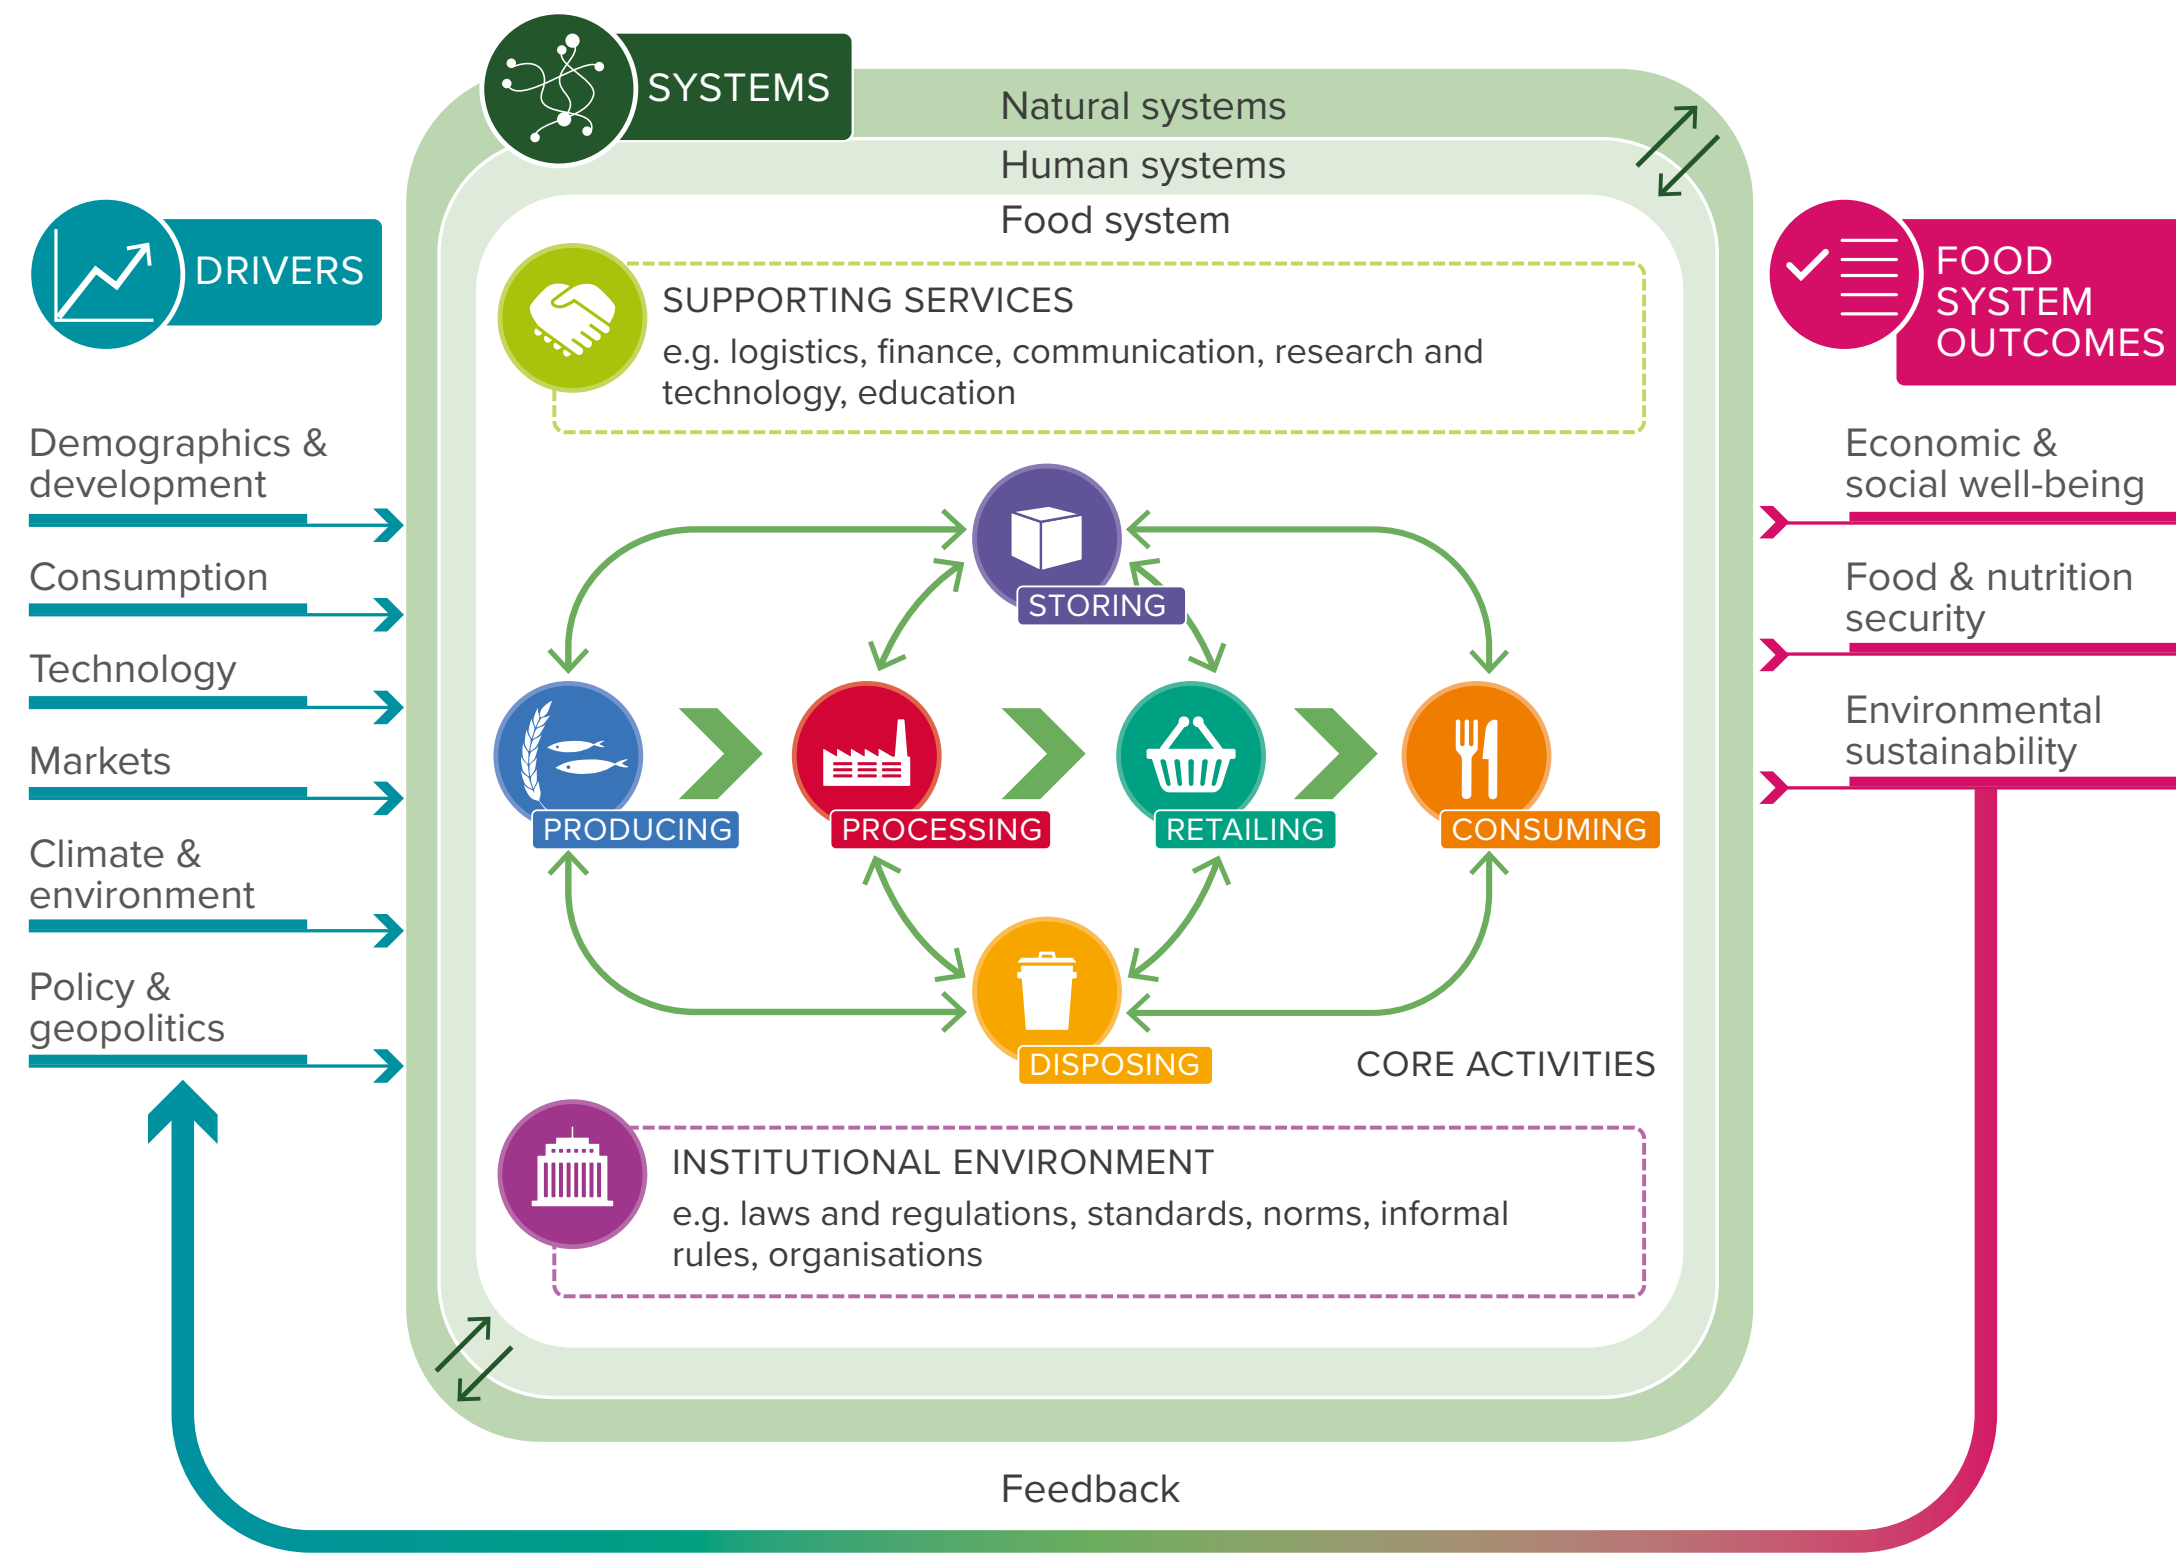 SYSTEMS
Natural systems
Human systems
Food system
DRIVERS
Demographics &
development
Consumption
Technology
Markets
Climate &
environment
Policy &
geopolitics
SUPPORTING SERVICES
e.g. logistics, finance, communication, research and
technology, education
STORING
PRODUCING
PROCESSING
RETAILING
CONSUMING
DISPOSING
CORE ACTIVITIES
INSTITUTIONAL ENVIRONMENT
e.g. laws and regulations, standards, norms, informal
rules, organisations
FOOD
SYSTEM
OUTCOMES
Economic &
social well-being
Food & nutrition
security
Environmental
sustainability
Feedback